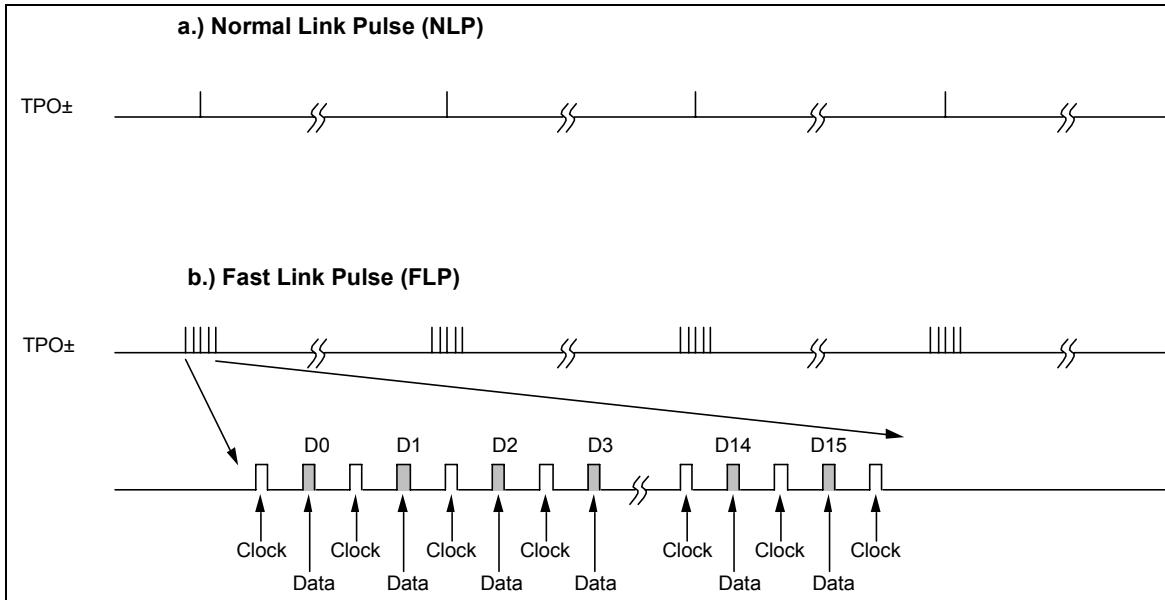 a.) Normal Link Pulse (NLP)
TPO±
b.) Fast Link Pulse (FLP)
TPO±
D0 D1 D2 D3 D14 D15
Clock Clock Clock Clock Clock Clock Clock
Data Data Data Data Data Data